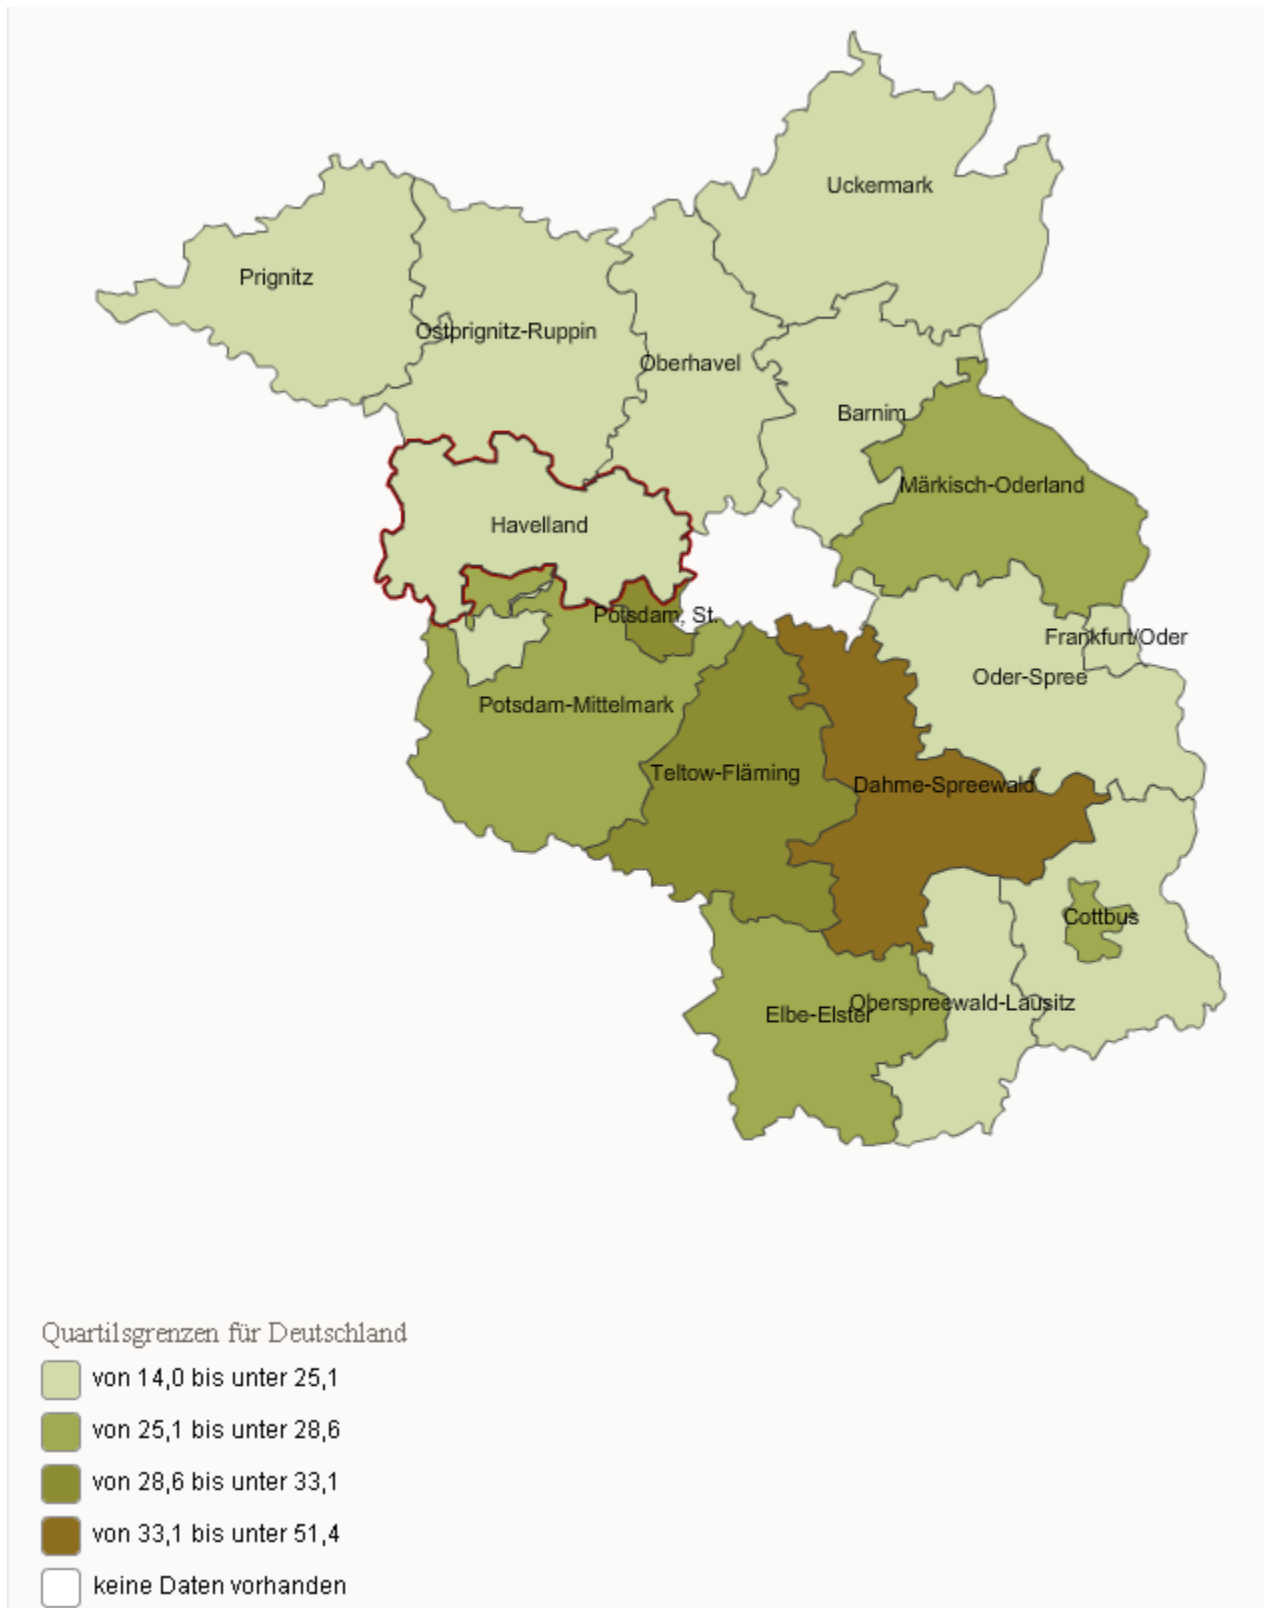 Uckermark
Prignitz
Ostprignitz-Ruppin
Oberhavel
Barnim
Märkisch-Oderland
Havelland
Potsdam, St.
Frankfurt/Oder
Oder-Spree
Potsdam-Mittelmark
Teltow-Fläming
Dahme-Spreewald
Cottbus
Elbe-Elster
Oberspreewald-Lausitz
Quartilsgrenzen für Deutschland
von 14,0 bis unter 25,1
von 25,1 bis unter 28,6
von 28,6 bis unter 33,1
von 33,1 bis unter 51,4
keine Daten vorhanden